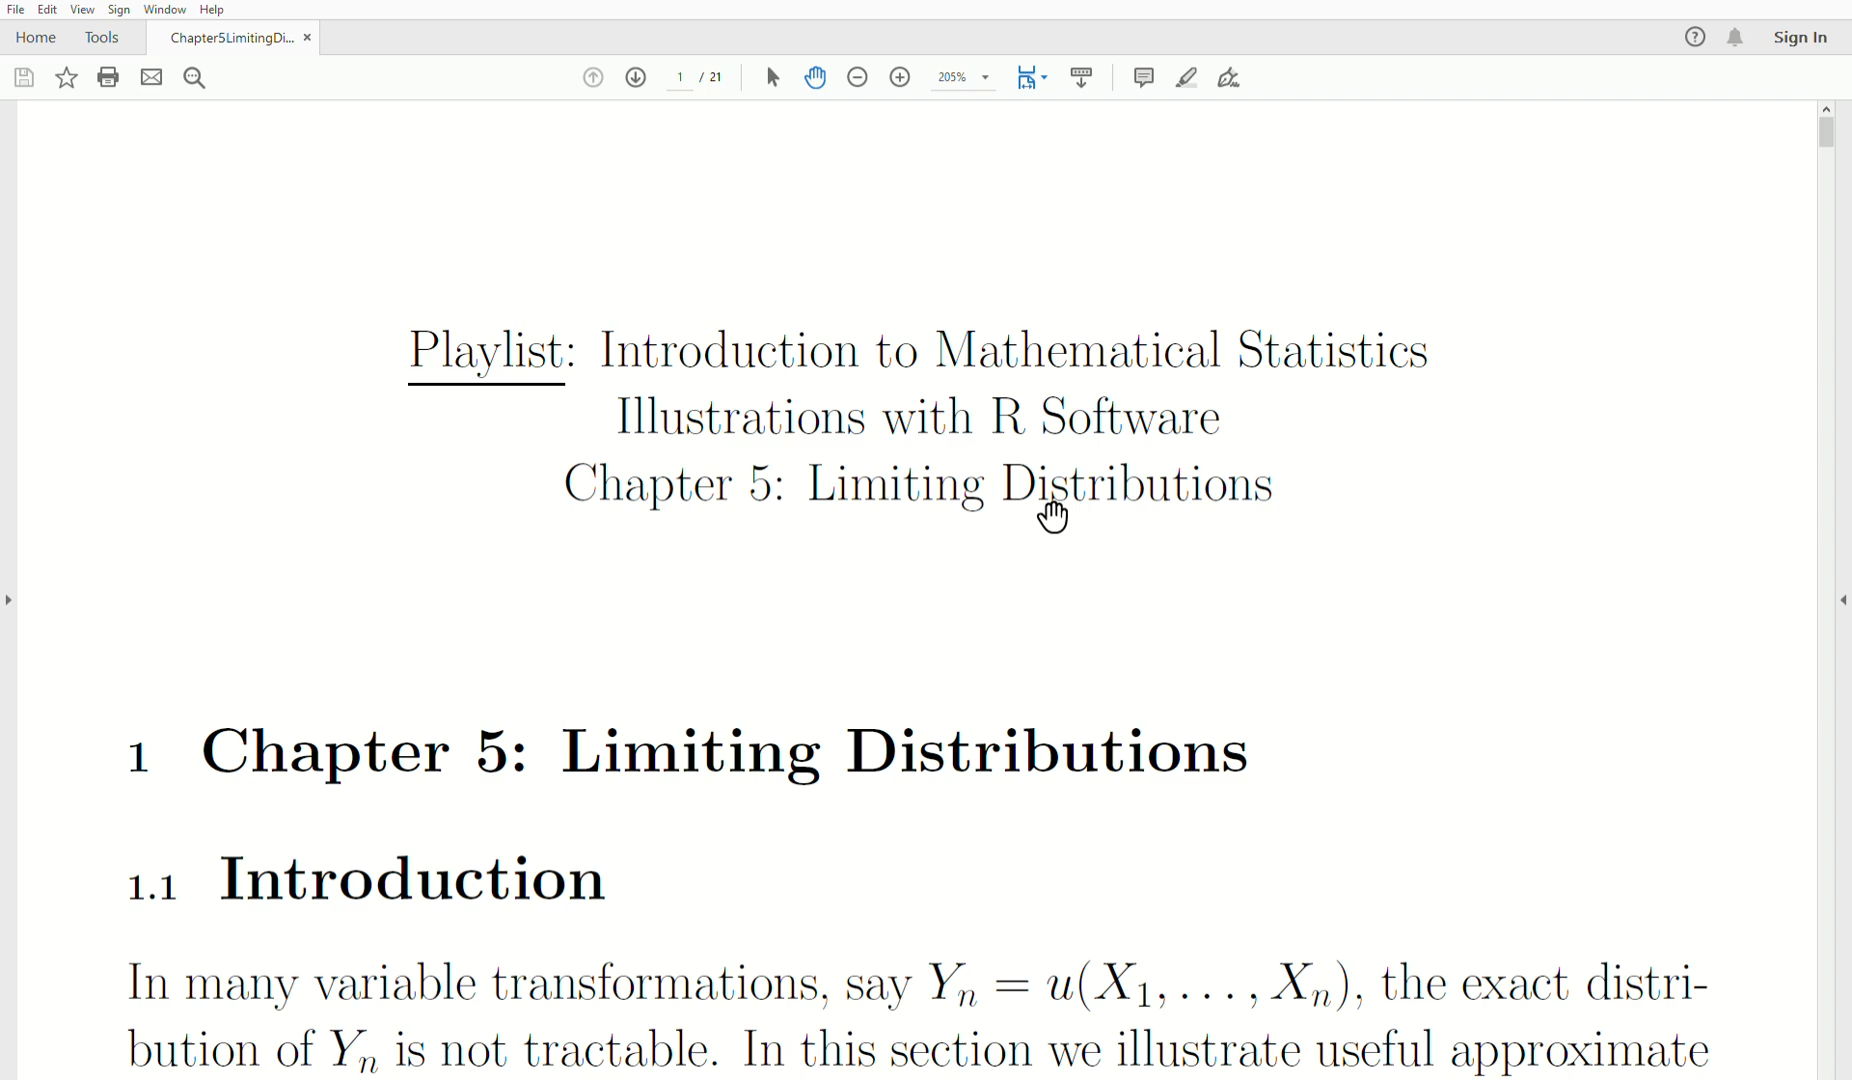 File Edit View Sign Window Help
Home Tools Chapter5LimitingDi... × Sign In
1 / 21 205%
Playlist: Introduction to Mathematical Statistics
Illustrations with R Software
Chapter 5: Limiting Distributions
1 Chapter 5: Limiting Distributions
1.1 Introduction
In many variable transformations, say Yₙ = u(X₁, . . . , Xₙ), the exact distri-
bution of Yₙ is not tractable. In this section we illustrate useful approximate